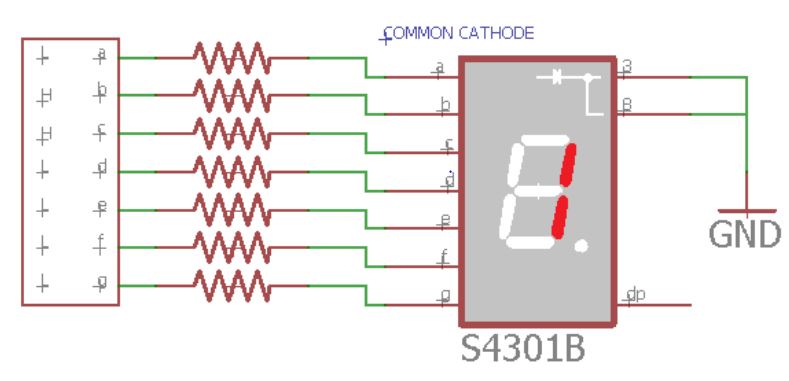 COMMON CATHODE
L a
H b
H c
L d
L e
L f
L g
a
b
c
d
e
f
g
3
8
dp
GND
S4301B